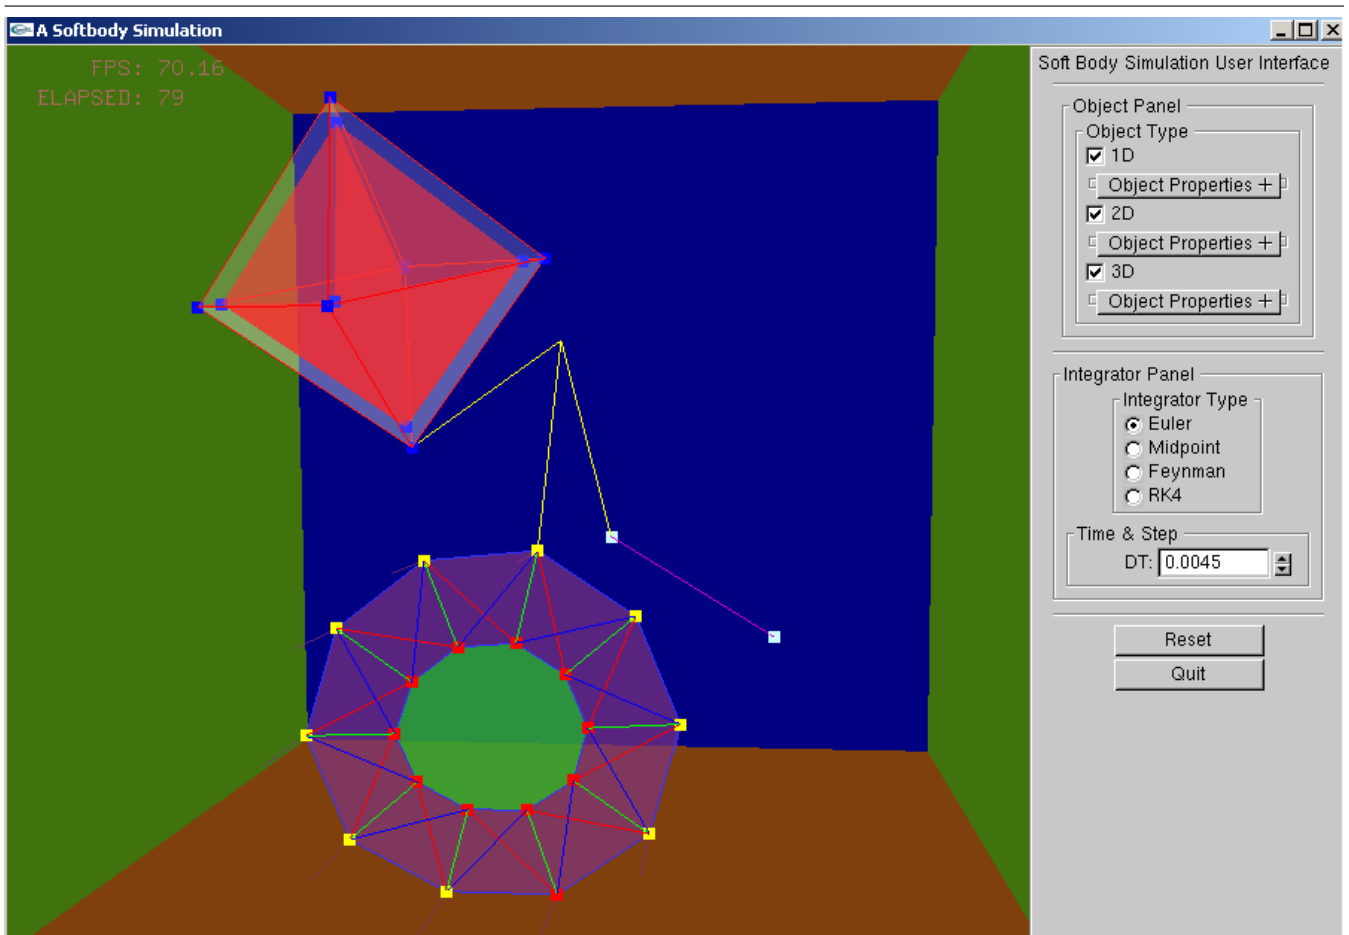 A Softbody Simulation
FPS: 70.16
ELAPSED: 79
Soft Body Simulation User Interface
Object Panel
Object Type
1D
Object Properties +
2D
Object Properties +
3D
Object Properties +
Integrator Panel
Integrator Type
Euler
Midpoint
Feynman
RK4
Time & Step
DT: 0.0045
Reset
Quit